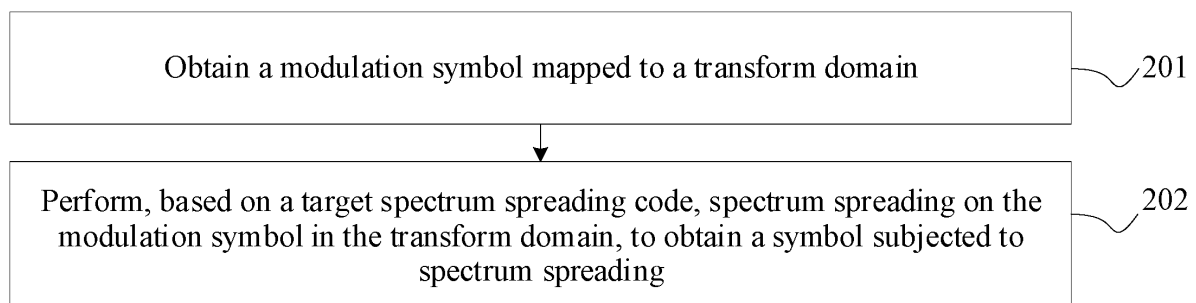 Obtain a modulation symbol mapped to a transform domain
201
Perform, based on a target spectrum spreading code, spectrum spreading on the
modulation symbol in the transform domain, to obtain a symbol subjected to
spectrum spreading
202